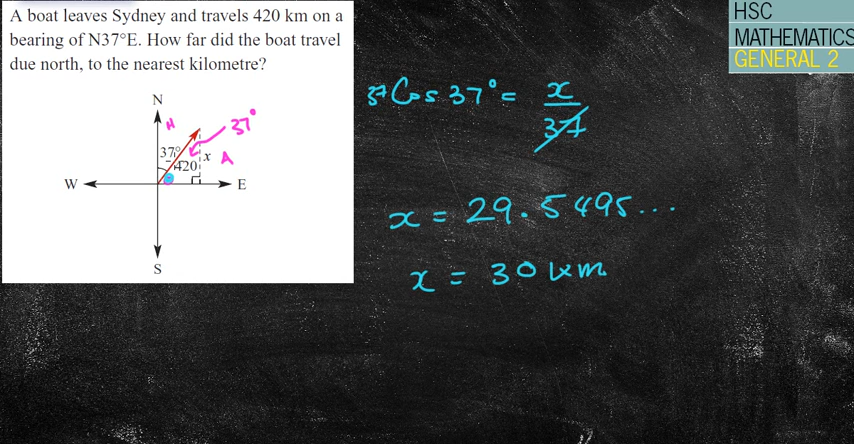 A boat leaves Sydney and travels 420 km on a
bearing of N37°E. How far did the boat travel
due north, to the nearest kilometre?
HSC
MATHEMATICS
GENERAL 2
N
H
37°
37°
x
A
420
W
E
S
37 Cos 37° = x
37
x = 29.5495...
x = 30 km